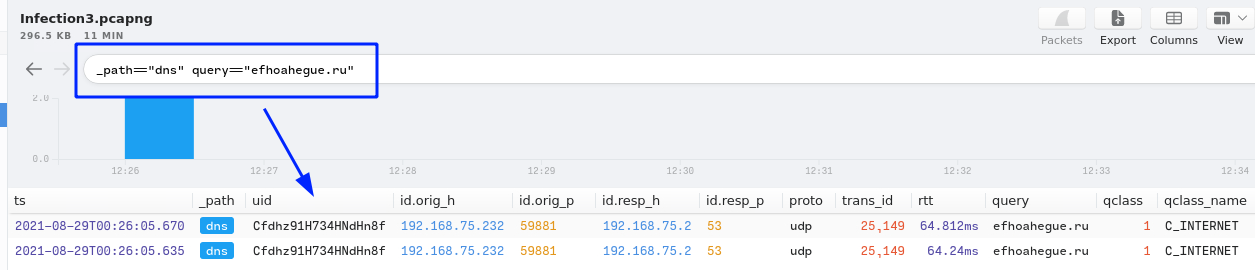 Infection3.pcapng
296.5 KB 11 MIN
Packets Export Columns View
_path=="dns" query=="efhoahegue.ru"
2.0
0.0
12:26 12:27 12:28 12:29 12:30 12:31 12:32 12:33 12:34
ts _path uid id.orig_h id.orig_p id.resp_h id.resp_p proto trans_id rtt query qclass qclass_name
2021-08-29T00:26:05.670 dns Cfdhz91H734HNdHn8f 192.168.75.232 59881 192.168.75.2 53 udp 25,149 64.812ms efhoahegue.ru 1 C_INTERNET
2021-08-29T00:26:05.635 dns Cfdhz91H734HNdHn8f 192.168.75.232 59881 192.168.75.2 53 udp 25,149 64.24ms efhoahegue.ru 1 C_INTERNET